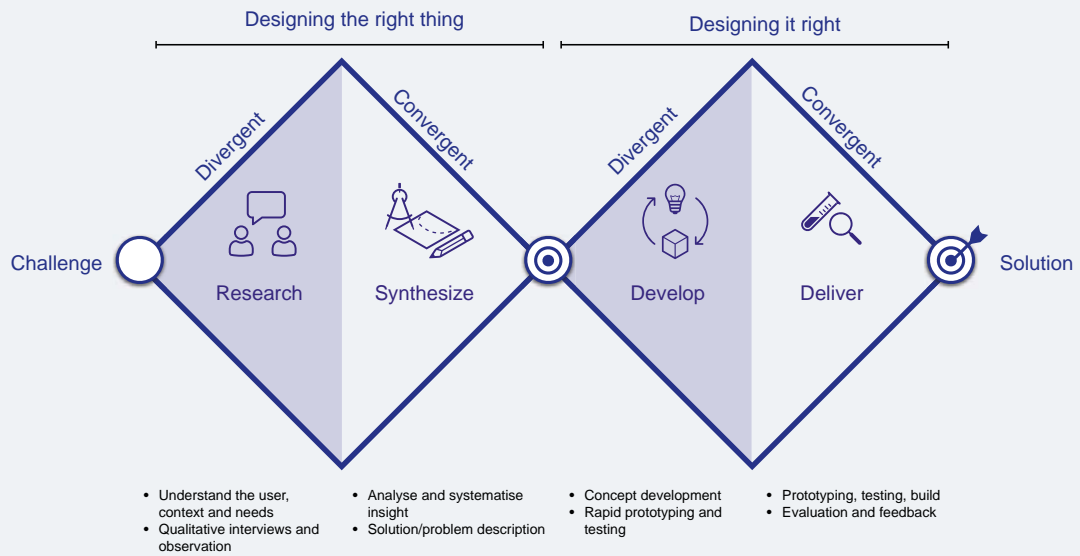 Designing the right thing
Designing it right
Divergent
Convergent
Divergent
Convergent
Challenge
Research
Synthesize
Develop
Deliver
Solution
• Understand the user,
context and needs
• Qualitative interviews and
observation
• Analyse and systematise
insight
• Solution/problem description
• Concept development
• Rapid prototyping and
testing
• Prototyping, testing, build
• Evaluation and feedback